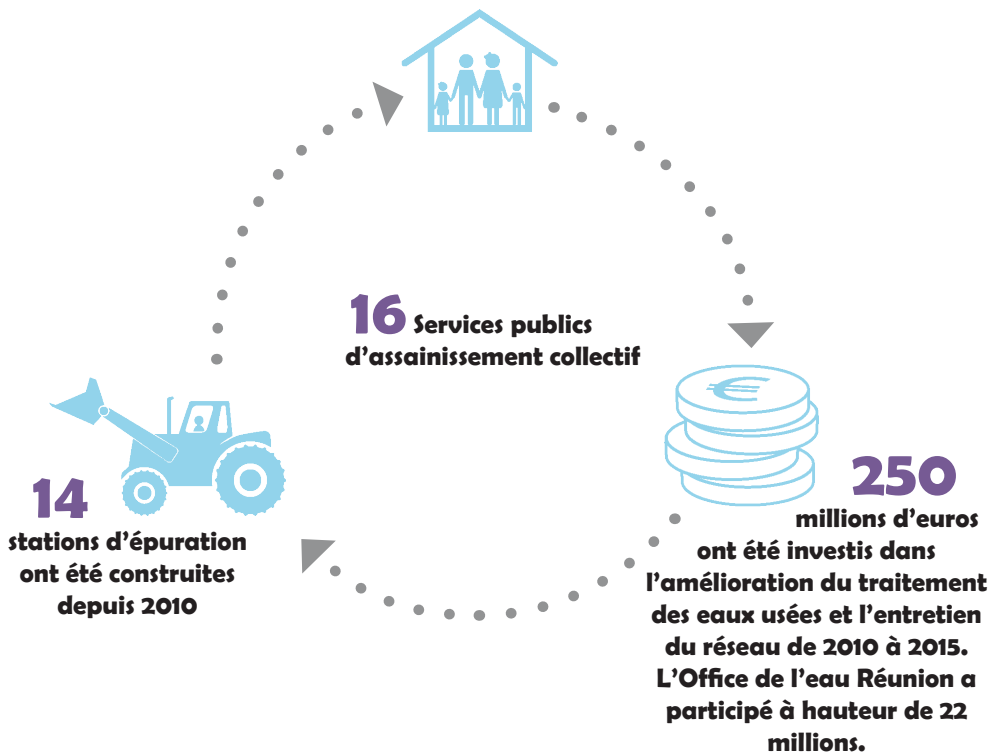 16 Services publics
d'assainissement collectif
14
stations d'épuration
ont été construites
depuis 2010
€
250
millions d'euros
ont été investis dans
l'amélioration du traitement
des eaux usées et l'entretien
du réseau de 2010 à 2015.
L'Office de l'eau Réunion a
participé à hauteur de 22
millions.